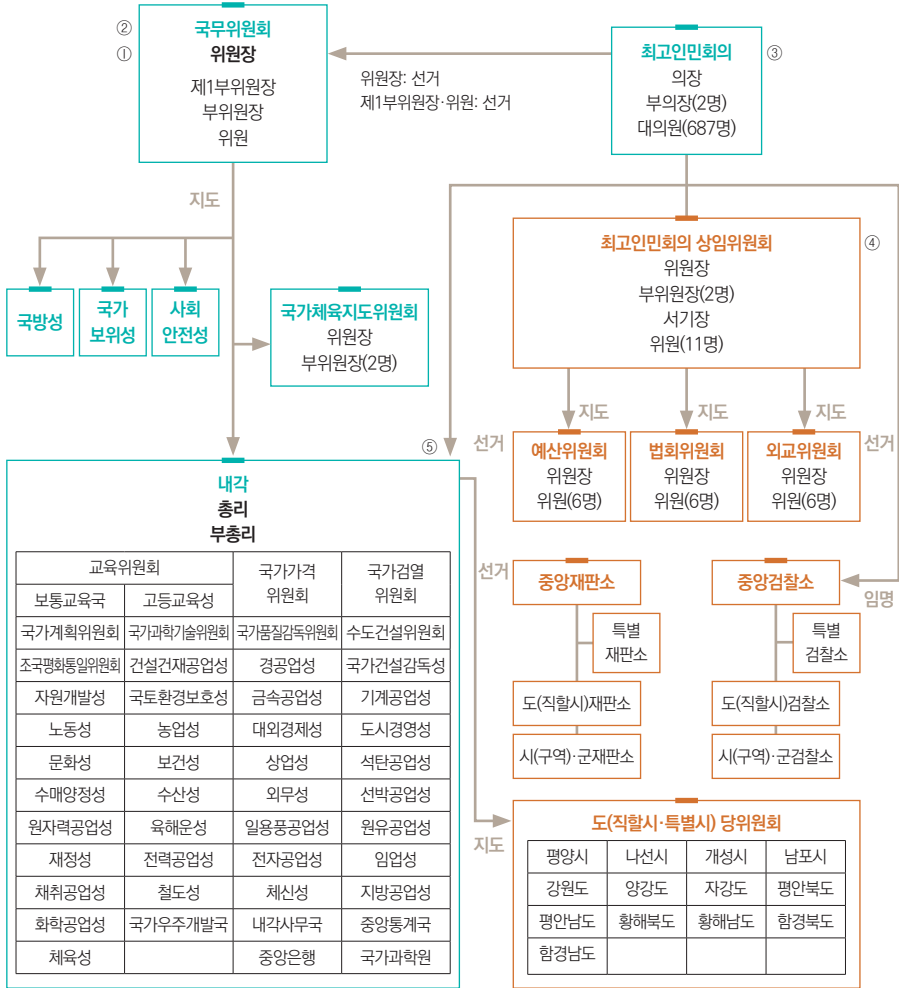 ②
국무위원회
①
위원장
제1부위원장
부위원장
위원
위원장: 선거
제1부위원장·위원: 선거
최고인민회의
③
의장
부의장(2명)
대의원(687명)
지도
최고인민회의 상임위원회
④
위원장
부위원장(2명)
서기장
위원(11명)
국방성
국가
보위성
사회
안전성
국가체육지도위원회
위원장
부위원장(2명)
지도
지도
지도
선거
선거
예산위원회
위원장
위원(6명)
법회위원회
위원장
위원(6명)
외교위원회
위원장
위원(6명)
⑤
내각
총리
부총리
교육위원회
국가가격
위원회
국가검열
위원회
보통교육국
고등교육성
국가계획위원회 국가과학기술위원회 국가품질감독위원회 수도건설위원회
조국평화통일위원회 건설건재공업성 경공업성 국가건설감독성
자원개발성 국토환경보호성 금속공업성 기계공업성
노동성 농업성 대외경제성 도시경영성
문화성 보건성 상업성 석탄공업성
수매양정성 수산성 외무성 선박공업성
원자력공업성 육해운성 일용품공업성 원유공업성
재정성 전력공업성 전자공업성 임업성
채취공업성 철도성 체신성 지방공업성
화학공업성 국가우주개발국 내각사무국 중앙통계국
체육성 중앙은행 국가과학원
선거
중앙재판소
특별
재판소
도(직할시)재판소
시(구역)·군재판소
중앙검찰소
임명
특별
검찰소
도(직할시)검찰소
시(구역)·군검찰소
지도
도(직할시·특별시) 당위원회
평양시 나선시 개성시 남포시
강원도 양강도 자강도 평안북도
평안남도 황해북도 황해남도 함경북도
함경남도